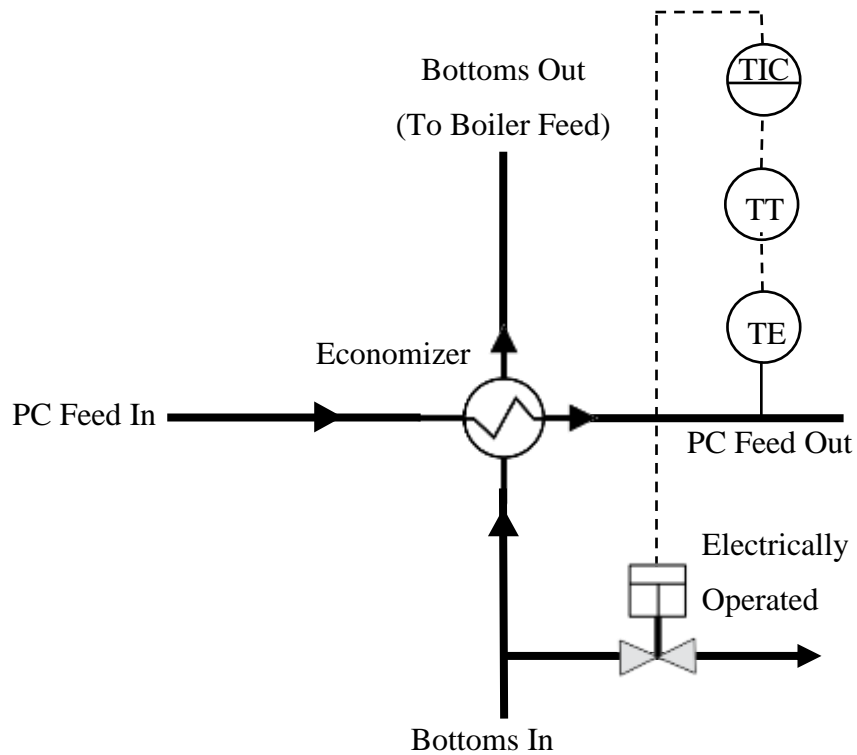 Bottoms Out
(To Boiler Feed)
TIC
TT
TE
Economizer
PC Feed In
PC Feed Out
Electrically
Operated
Bottoms In